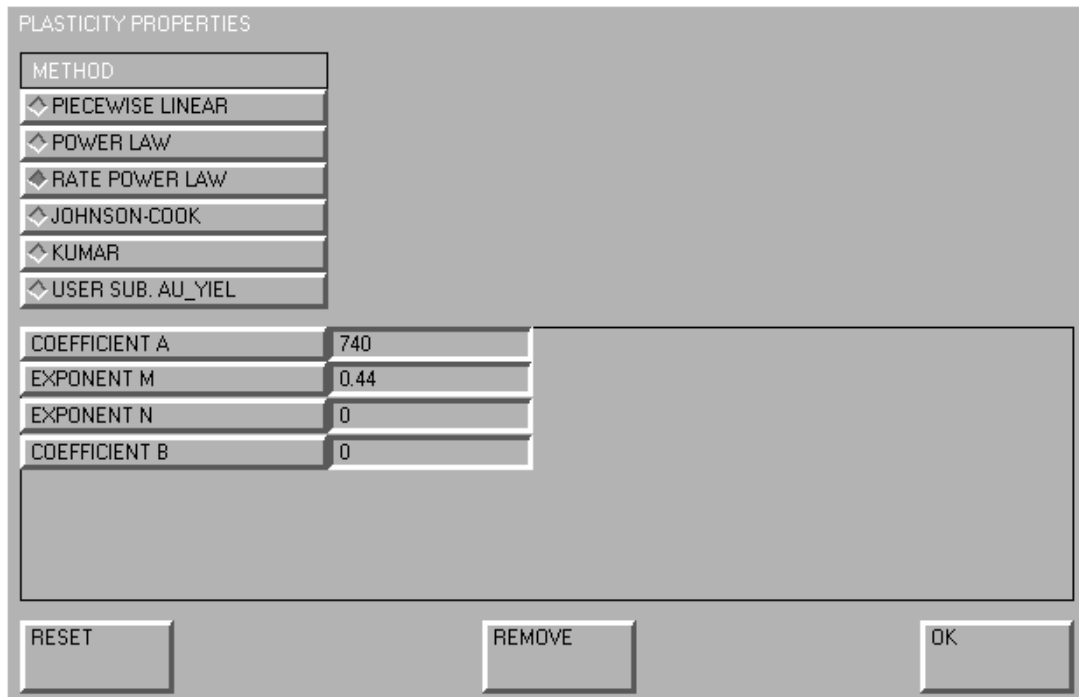 PLASTICITY PROPERTIES
METHOD
PIECEWISE LINEAR
POWER LAW
RATE POWER LAW
JOHNSON-COOK
KUMAR
USER SUB. AU_YIEL
COEFFICIENT A 740
EXPONENT M 0.44
EXPONENT N 0
COEFFICIENT B 0
RESET REMOVE OK